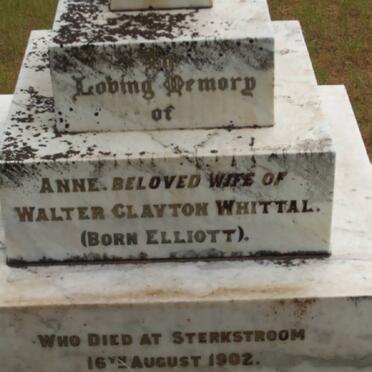 In
Loving Memory
of
ANNE. BELOVED WIFE OF
WALTER CLAYTON WHITTAL.
(BORN ELLIOTT).
WHO DIED AT STERKSTROOM
16TH AUGUST 1902.